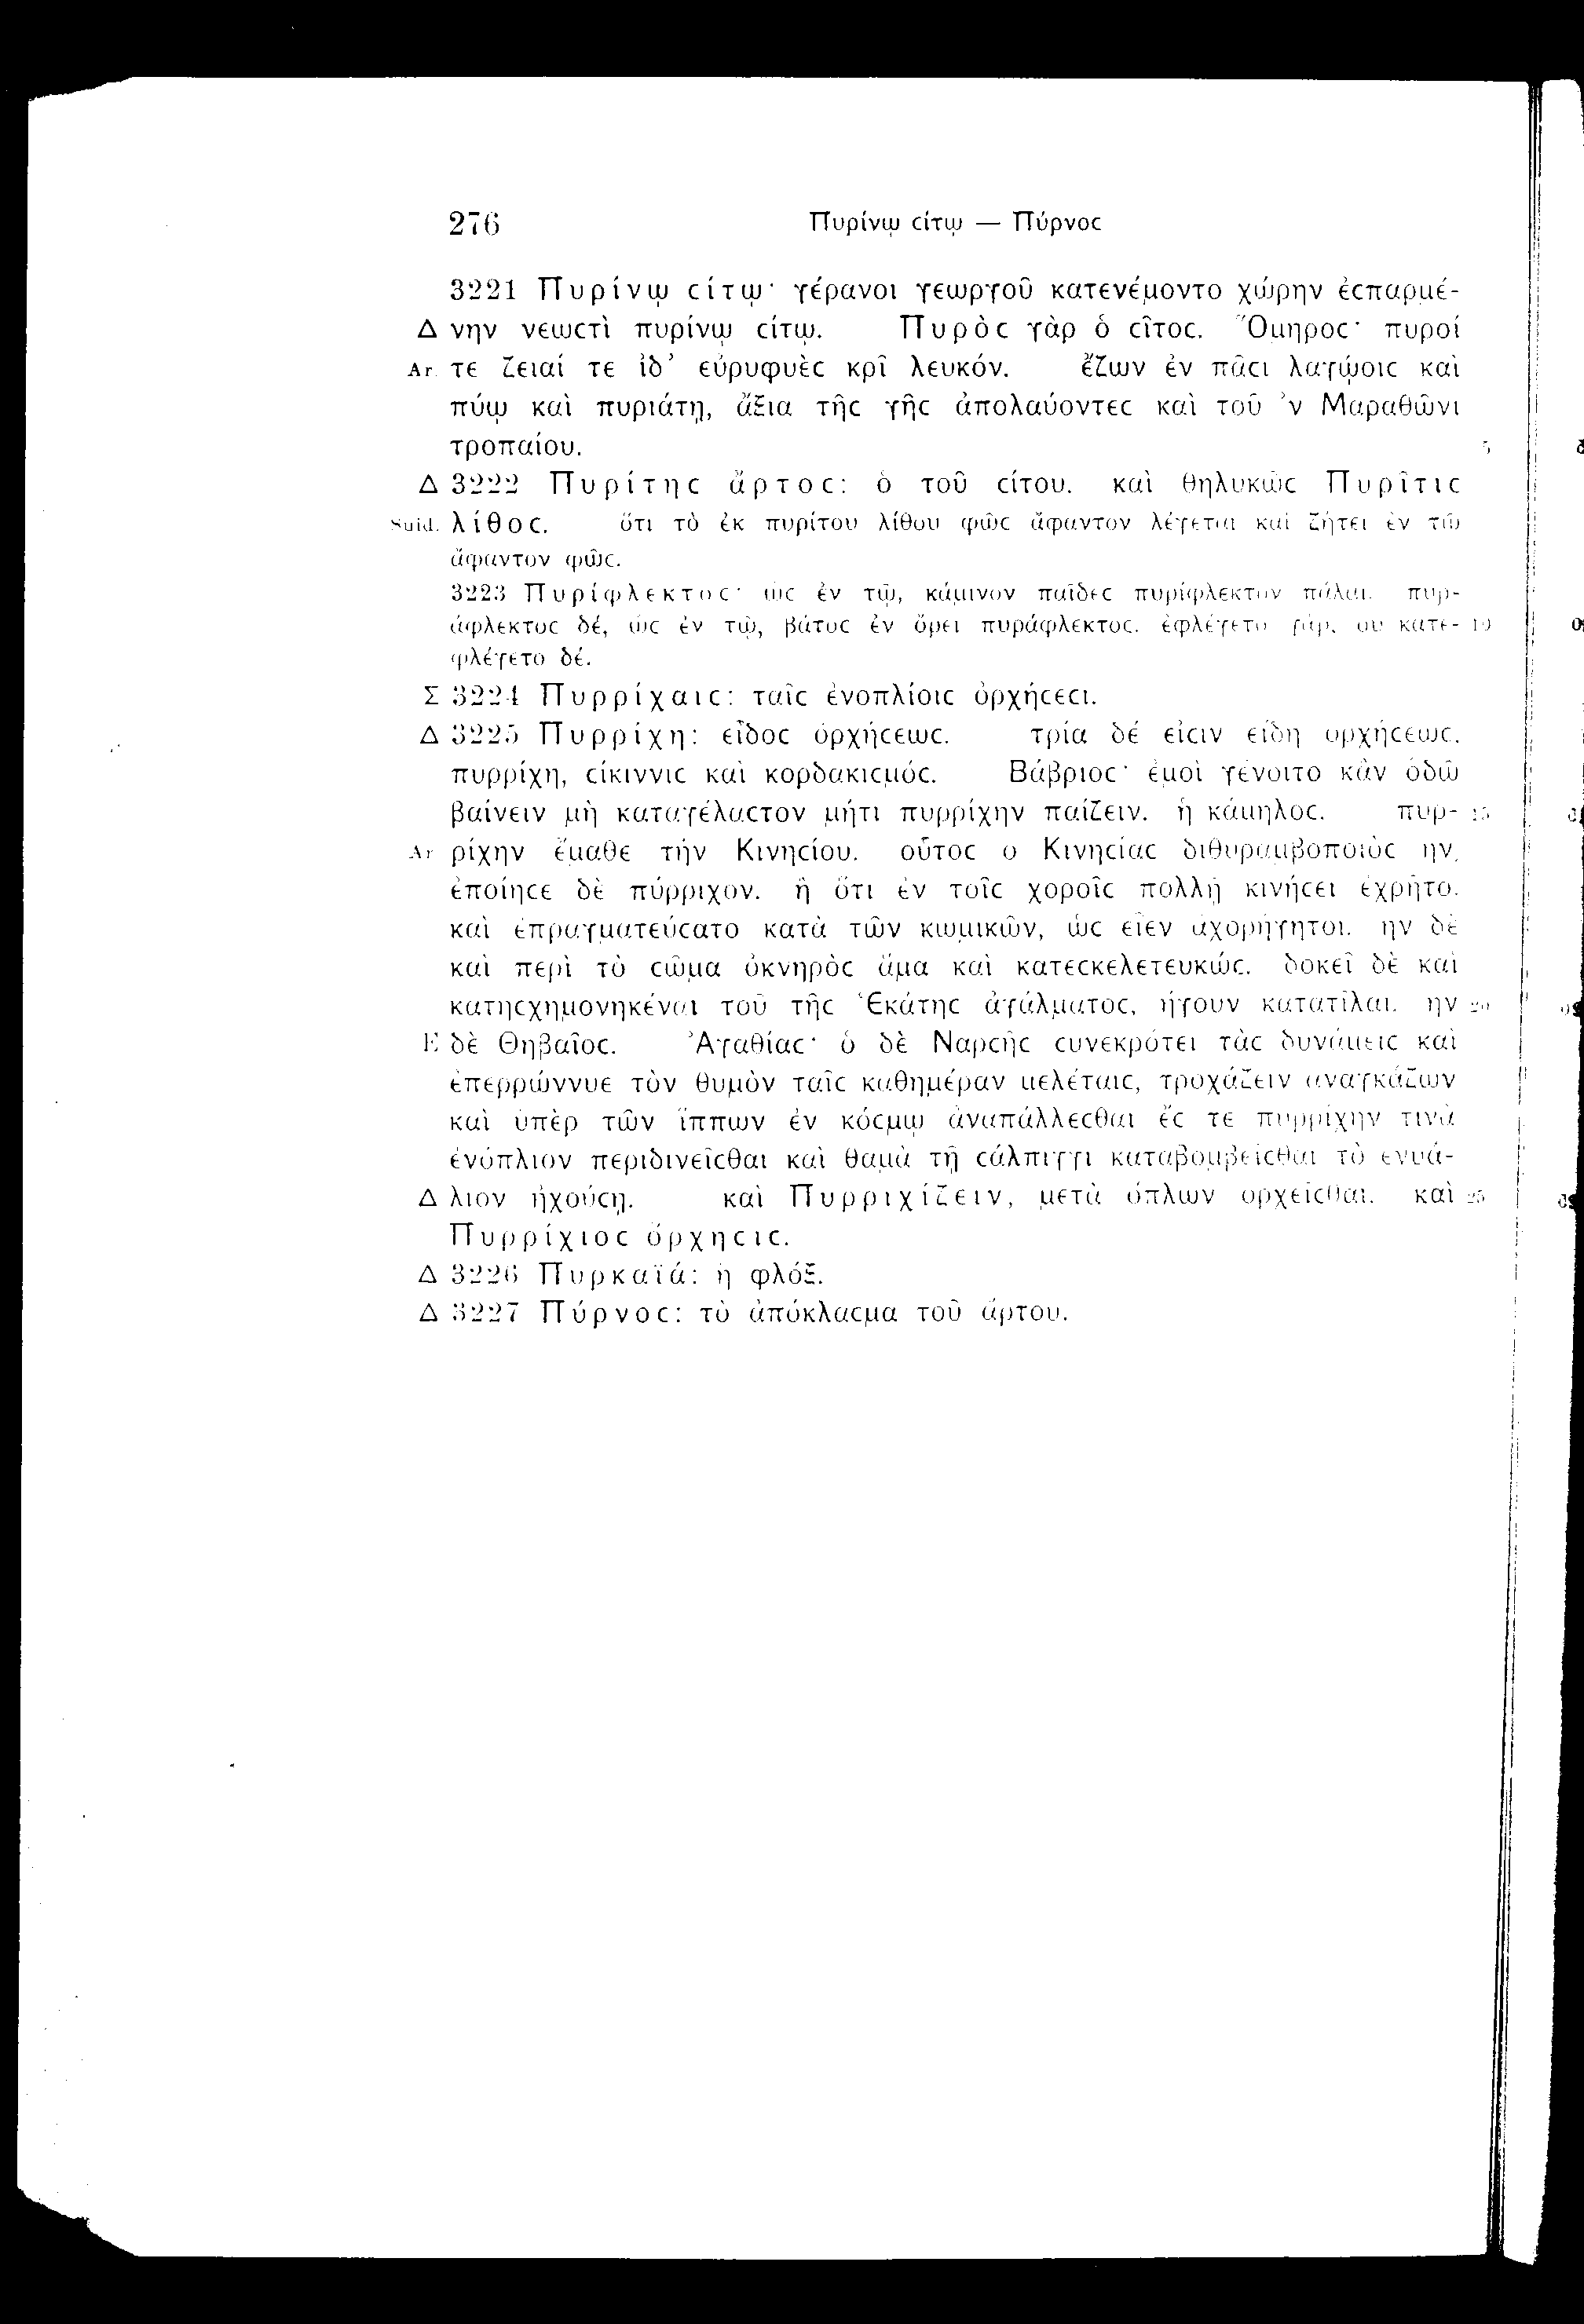 276 Πυρίνῳ cίτῳ — Πύρνοc
3221 Πυρίνῳ cίτῳ· γέρανοι γεωργοῦ κατενέμοντο χώρην ἐcπαρμέ-
Δ νην νεωcτὶ πυρίνῳ cίτῳ. Πυρὸc γὰρ ὁ cῖτοc. Ὅμηροc· πυροί
Ar. τε ζειαί τε ἰδ’ εὐρυφυὲc κρῖ λευκόν. ἔζων ἐν πᾶcι λαγῴοιc καὶ
πύῳ καὶ πυριάτῃ, ἄξια τῆc γῆc ἀπολαύοντεc καὶ τοῦ ’ν Μαραθῶνι
τροπαίου. 5
Δ 3222 Πυρίτηc ἄρτοc: ὁ τοῦ cίτου. καὶ θηλυκῶc Πυρῖτιc
Suid. λίθοc. ὅτι τὸ ἐκ πυρίτου λίθου φῶc ἄφαντον λέγεται καὶ ζήτει ἐν τῷ
ἄφαντον φῶc.
3223 Πυρίφλεκτοc· ὡc ἐν τῷ, κάμινον παῖδεc πυρίφλεκτον πάλαι. πυρ-
άφλεκτοc δέ, ὡc ἐν τῷ, βάτοc ἐν ὄρει πυράφλεκτοc. ἐφλέγετο γάρ, οὐ κατε- 10
φλέγετο δέ.
Σ 3224 Πυρρίχαιc: ταῖc ἐνοπλίοιc ὀρχήcεcι.
Δ 3225 Πυρρίχη: εἶδοc ὀρχήcεωc. τρία δέ εἰcιν εἴδη ὀρχήcεωc,
πυρρίχη, cίκιννιc καὶ κορδακιcμόc. Βάβριοc· ἐμοὶ γένοιτο κἂν ὁδῷ
βαίνειν μὴ καταγέλαcτον μήτι πυρρίχην παίζειν. ἡ κάμηλοc. πυρ- 15
Ar. ρίχην ἔμαθε τὴν Κινηcίου. οὗτοc ὁ Κινηcίαc διθυραμβοποιὸc ἦν,
ἐποίηcε δὲ πύρριχον. ἢ ὅτι ἐν τοῖc χοροῖc πολλῇ κινήcει ἐχρῆτο.
καὶ ἐπραγματεύcατο κατὰ τῶν κωμικῶν, ὡc εἶεν ἀχορήγητοι. ἦν δὲ
καὶ περὶ τὸ cῶμα ὀκνηρὸc ἅμα καὶ κατεcκελετευκώc. δοκεῖ δὲ καὶ
κατηcχημονηκέναι τοῦ τῆc Ἑκάτηc ἀγάλματοc, ἤγουν κατατῖλαι. ἦν 20
E δὲ Θηβαῖοc. Ἀγαθίαc· ὁ δὲ Ναρcῆc cυνεκρότει τὰc δυνάμειc καὶ
ἐπερρώννυε τὸν θυμὸν ταῖc καθημέραν μελέταιc, τροχάζειν ἀναγκάζων
καὶ ὑπὲρ τῶν ἵππων ἐν κόcμῳ ἀναπάλλεcθαι ἔc τε πυρρίχην τινὰ
ἐνόπλιον περιδινεῖcθαι καὶ θαμὰ τῇ cάλπιγγι καταβομβεῖcθαι τὸ ἐνυά-
Δ λιον ἠχούcῃ. καὶ Πυρριχίζειν, μετὰ ὅπλων ὀρχεῖcθαι. καὶ 25
Πυρρίχιοc ὄρχηcιc.
Δ 3226 Πυρκαϊά: ἡ φλόξ.
Δ 3227 Πύρνοc: τὸ ἀπόκλαcμα τοῦ ἄρτου.